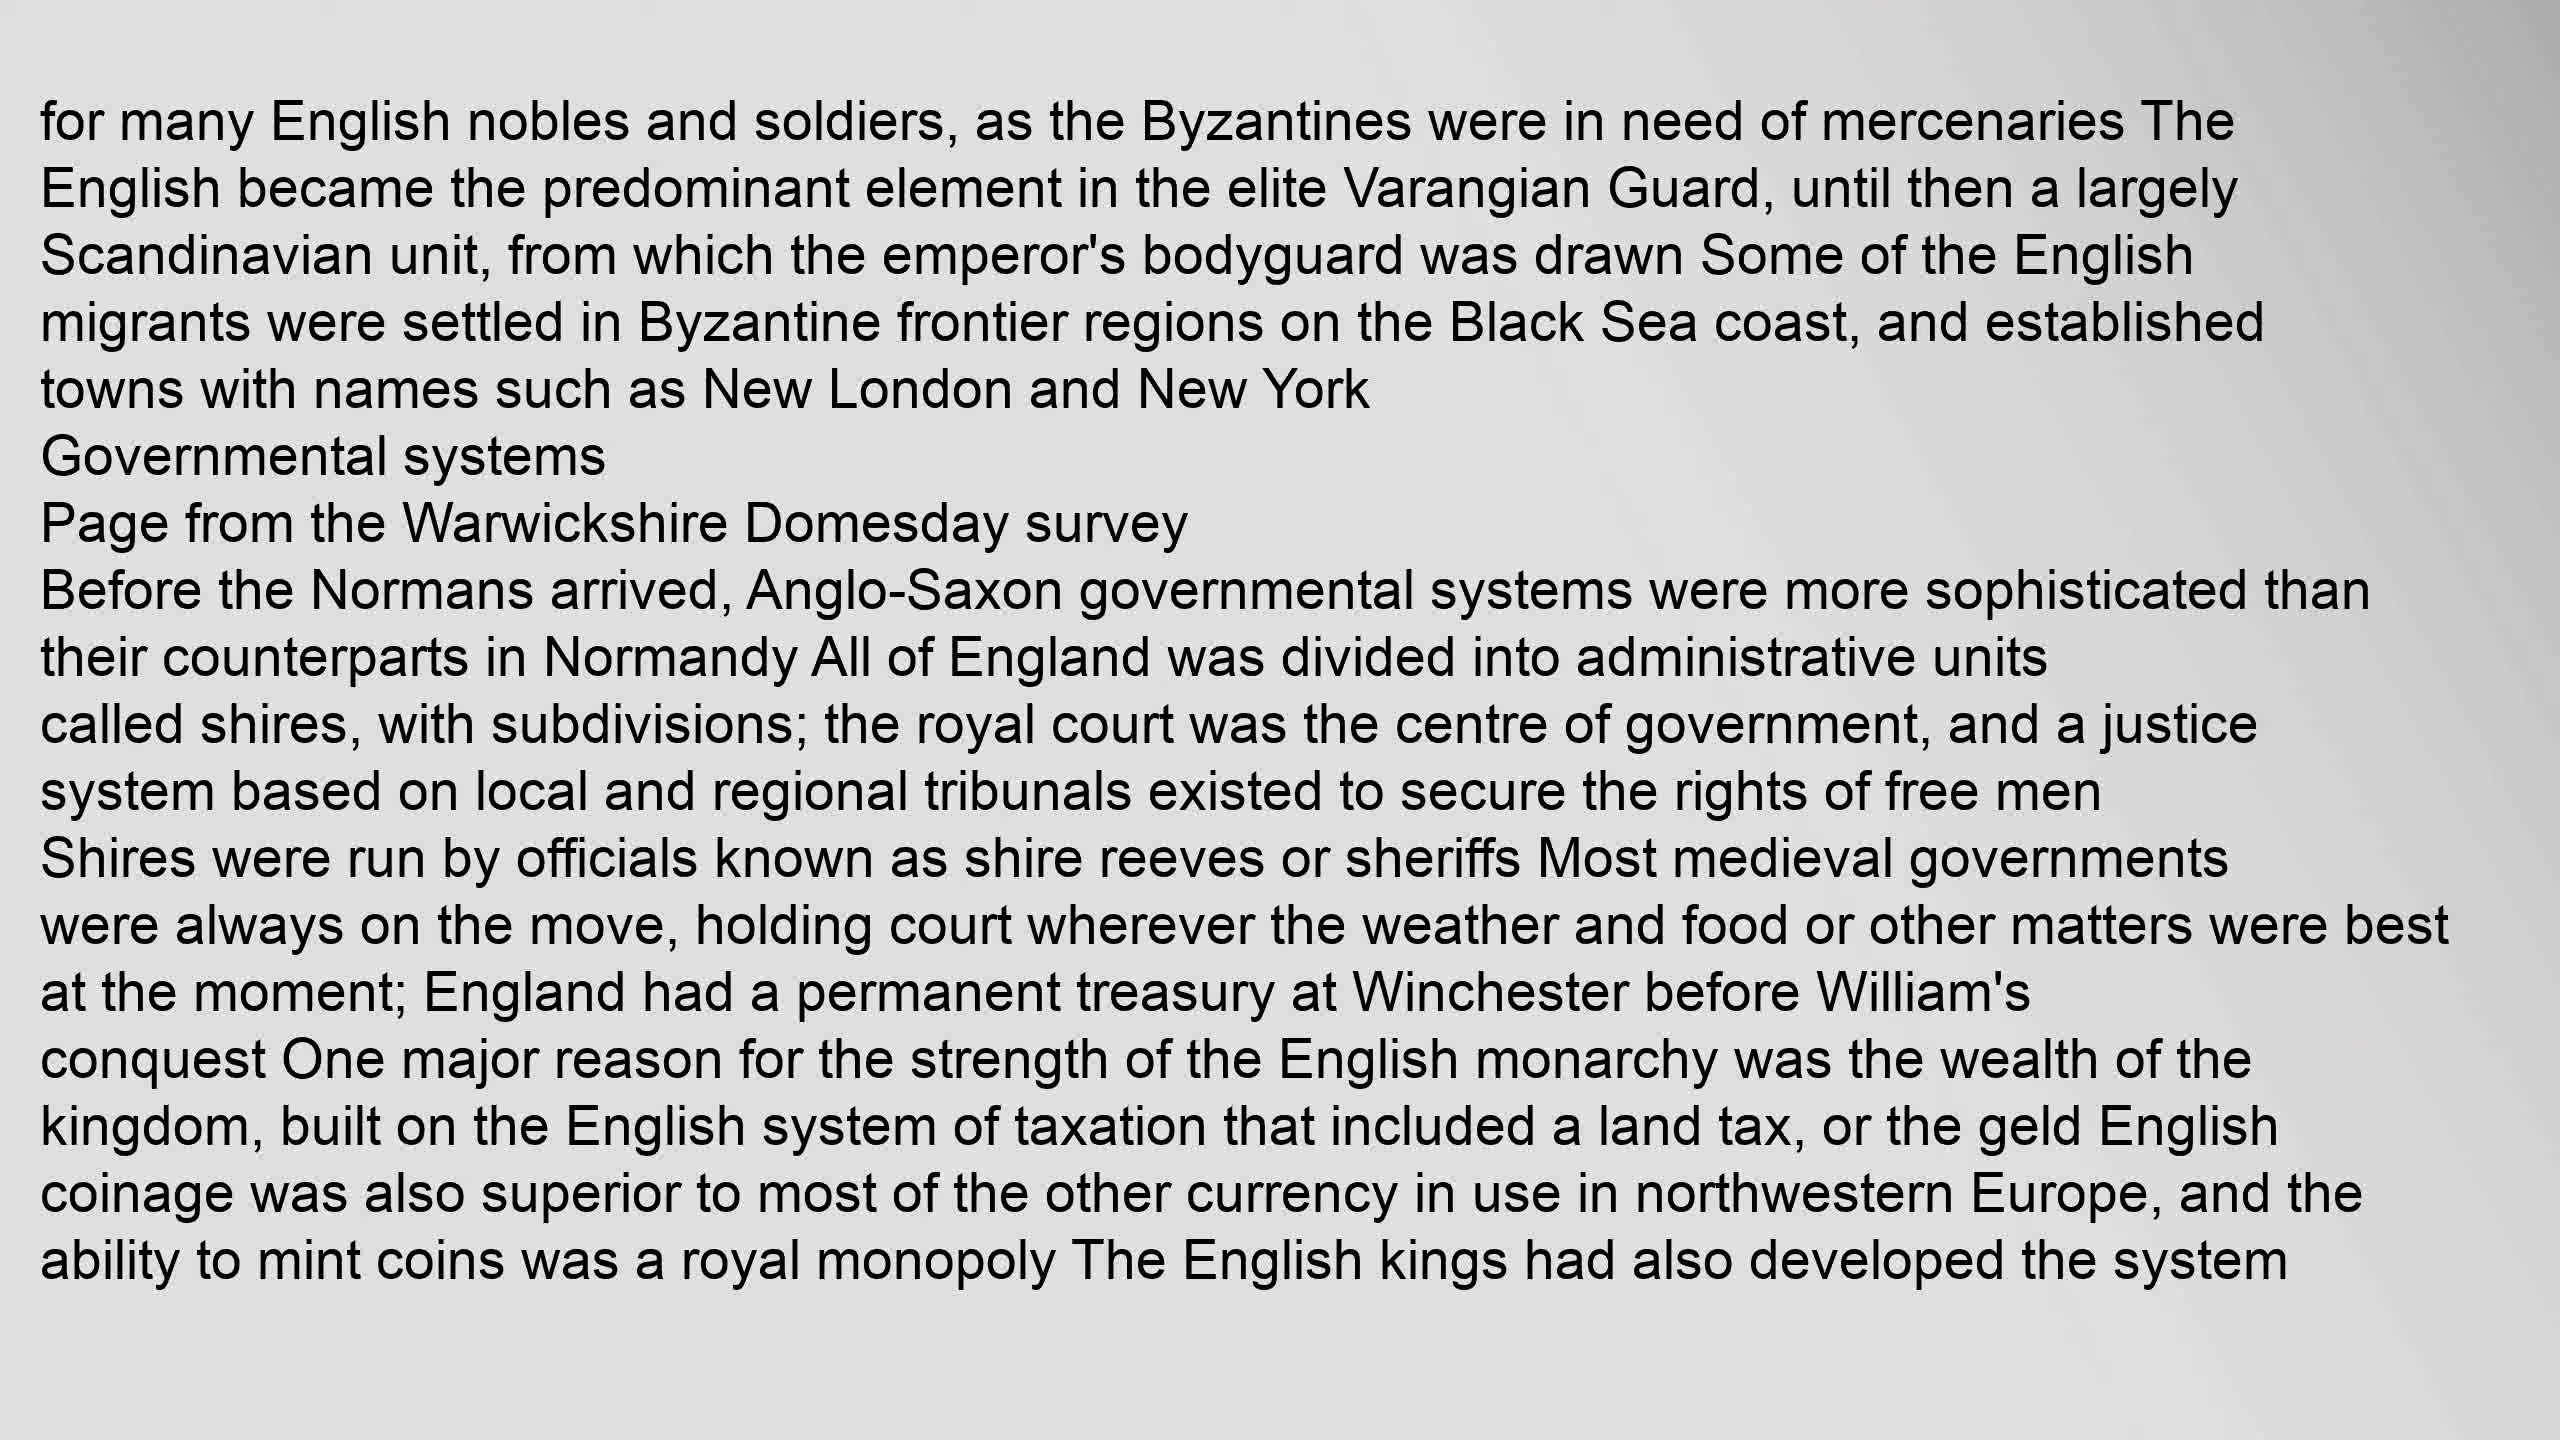 for many English nobles and soldiers, as the Byzantines were in need of mercenaries The
English became the predominant element in the elite Varangian Guard, until then a largely
Scandinavian unit, from which the emperor's bodyguard was drawn Some of the English
migrants were settled in Byzantine frontier regions on the Black Sea coast, and established
towns with names such as New London and New York
Governmental systems
Page from the Warwickshire Domesday survey
Before the Normans arrived, Anglo-Saxon governmental systems were more sophisticated than
their counterparts in Normandy All of England was divided into administrative units
called shires, with subdivisions; the royal court was the centre of government, and a justice
system based on local and regional tribunals existed to secure the rights of free men
Shires were run by officials known as shire reeves or sheriffs Most medieval governments
were always on the move, holding court wherever the weather and food or other matters were best
at the moment; England had a permanent treasury at Winchester before William's
conquest One major reason for the strength of the English monarchy was the wealth of the
kingdom, built on the English system of taxation that included a land tax, or the geld English
coinage was also superior to most of the other currency in use in northwestern Europe, and the
ability to mint coins was a royal monopoly The English kings had also developed the system